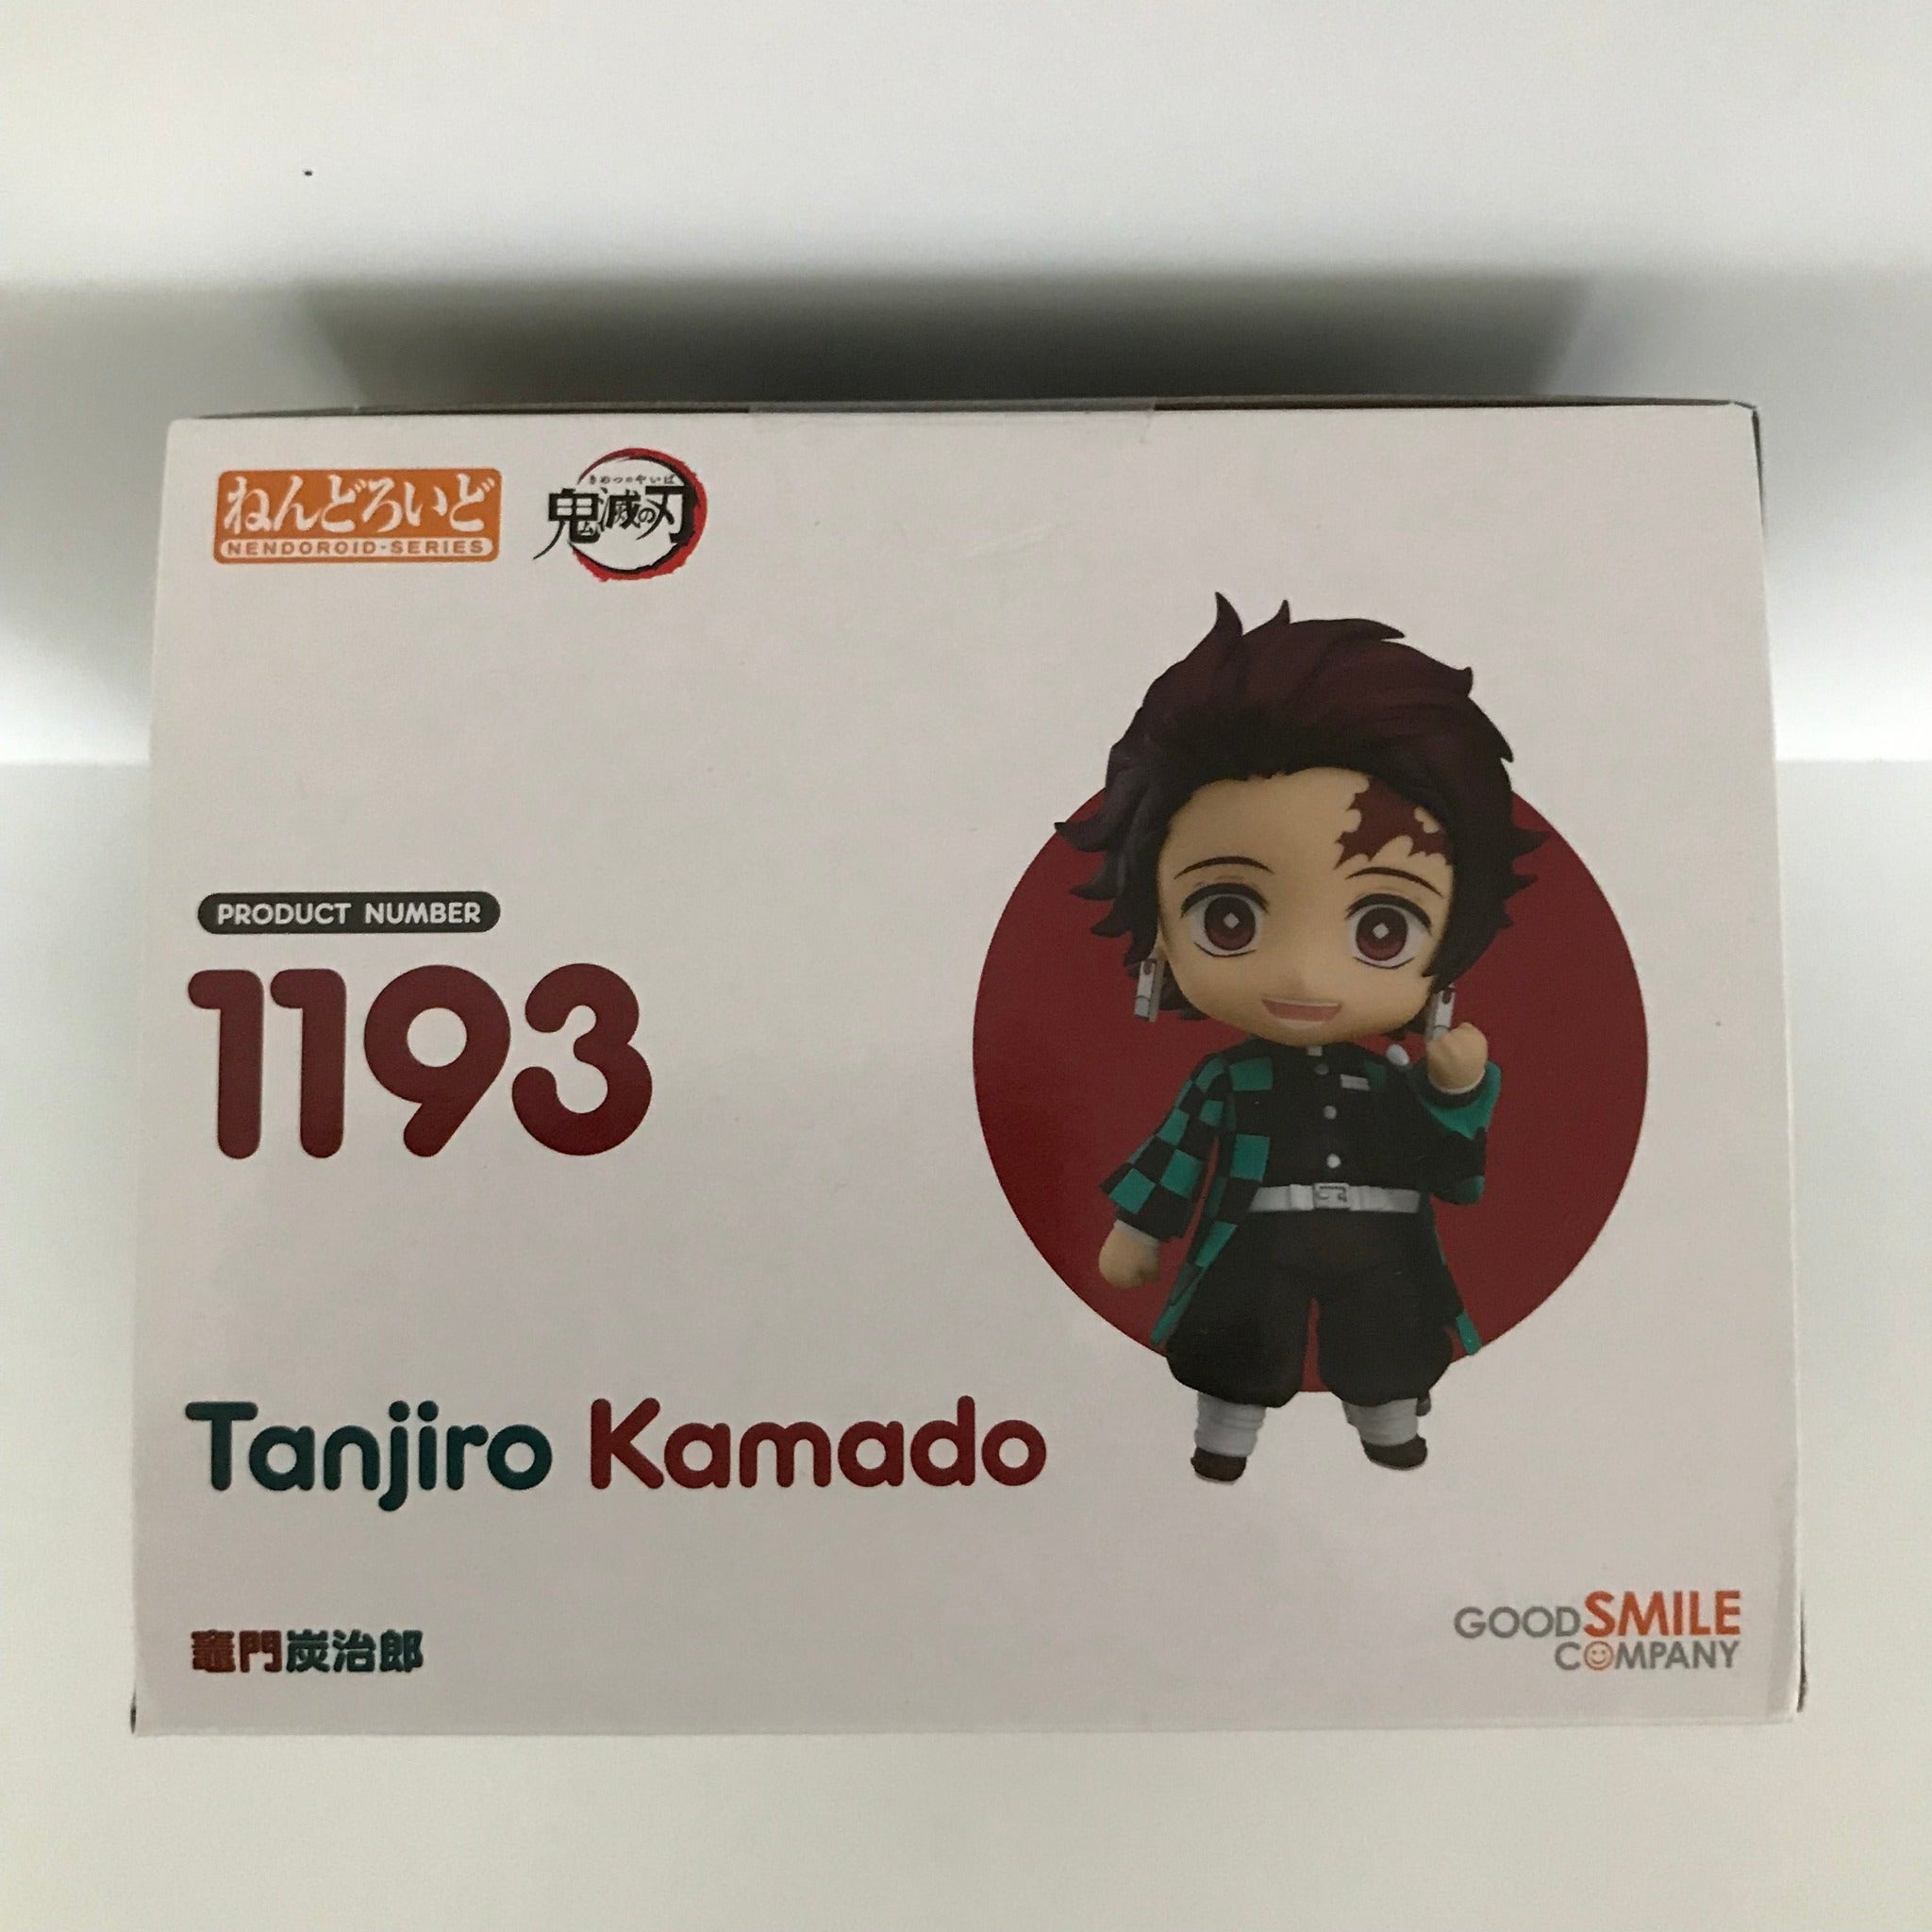 ねんどろいど
NENDOROID-SERIES
きめつのやいば
鬼滅の刃
PRODUCT NUMBER
1193
Tanjiro Kamado
竈門炭治郎
GOOD SMILE
COMPANY